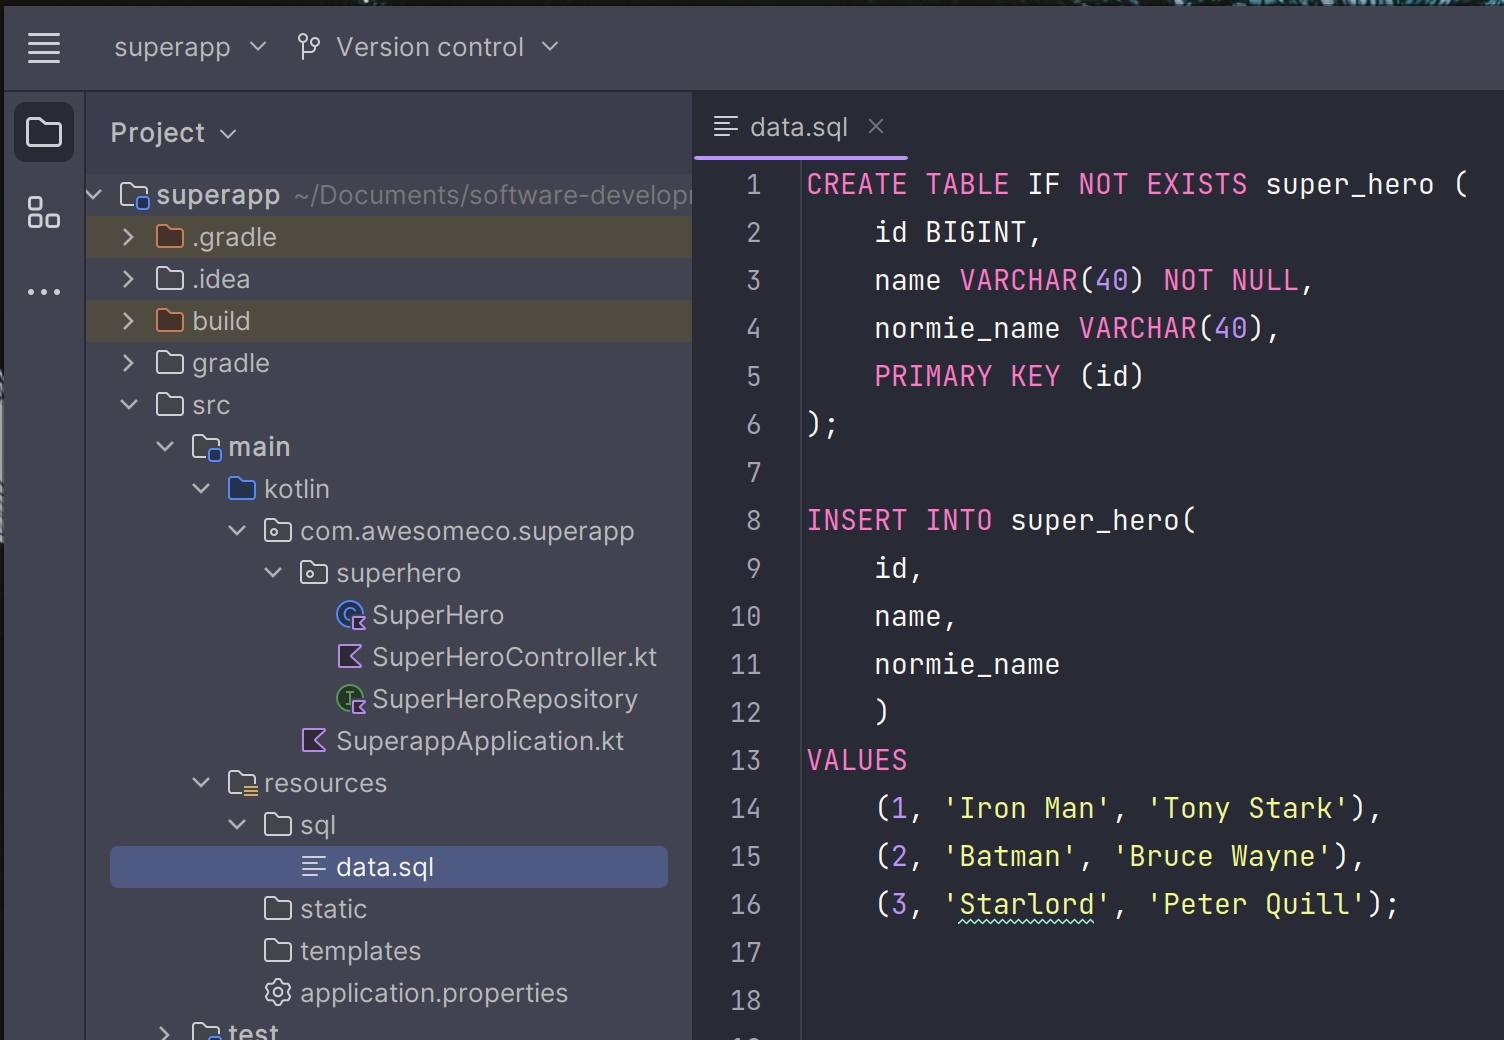 superapp Version control
Project
superapp ~/Documents/software-develop
.gradle
.idea
build
gradle
src
main
kotlin
com.awesomeco.superapp
superhero
SuperHero
SuperHeroController.kt
SuperHeroRepository
SuperappApplication.kt
resources
sql
data.sql
static
templates
application.properties
test
data.sql
1 CREATE TABLE IF NOT EXISTS super_hero (
2 id BIGINT,
3 name VARCHAR(40) NOT NULL,
4 normie_name VARCHAR(40),
5 PRIMARY KEY (id)
6 );
7
8 INSERT INTO super_hero(
9 id,
10 name,
11 normie_name
12 )
13 VALUES
14 (1, 'Iron Man', 'Tony Stark'),
15 (2, 'Batman', 'Bruce Wayne'),
16 (3, 'Starlord', 'Peter Quill');
17
18